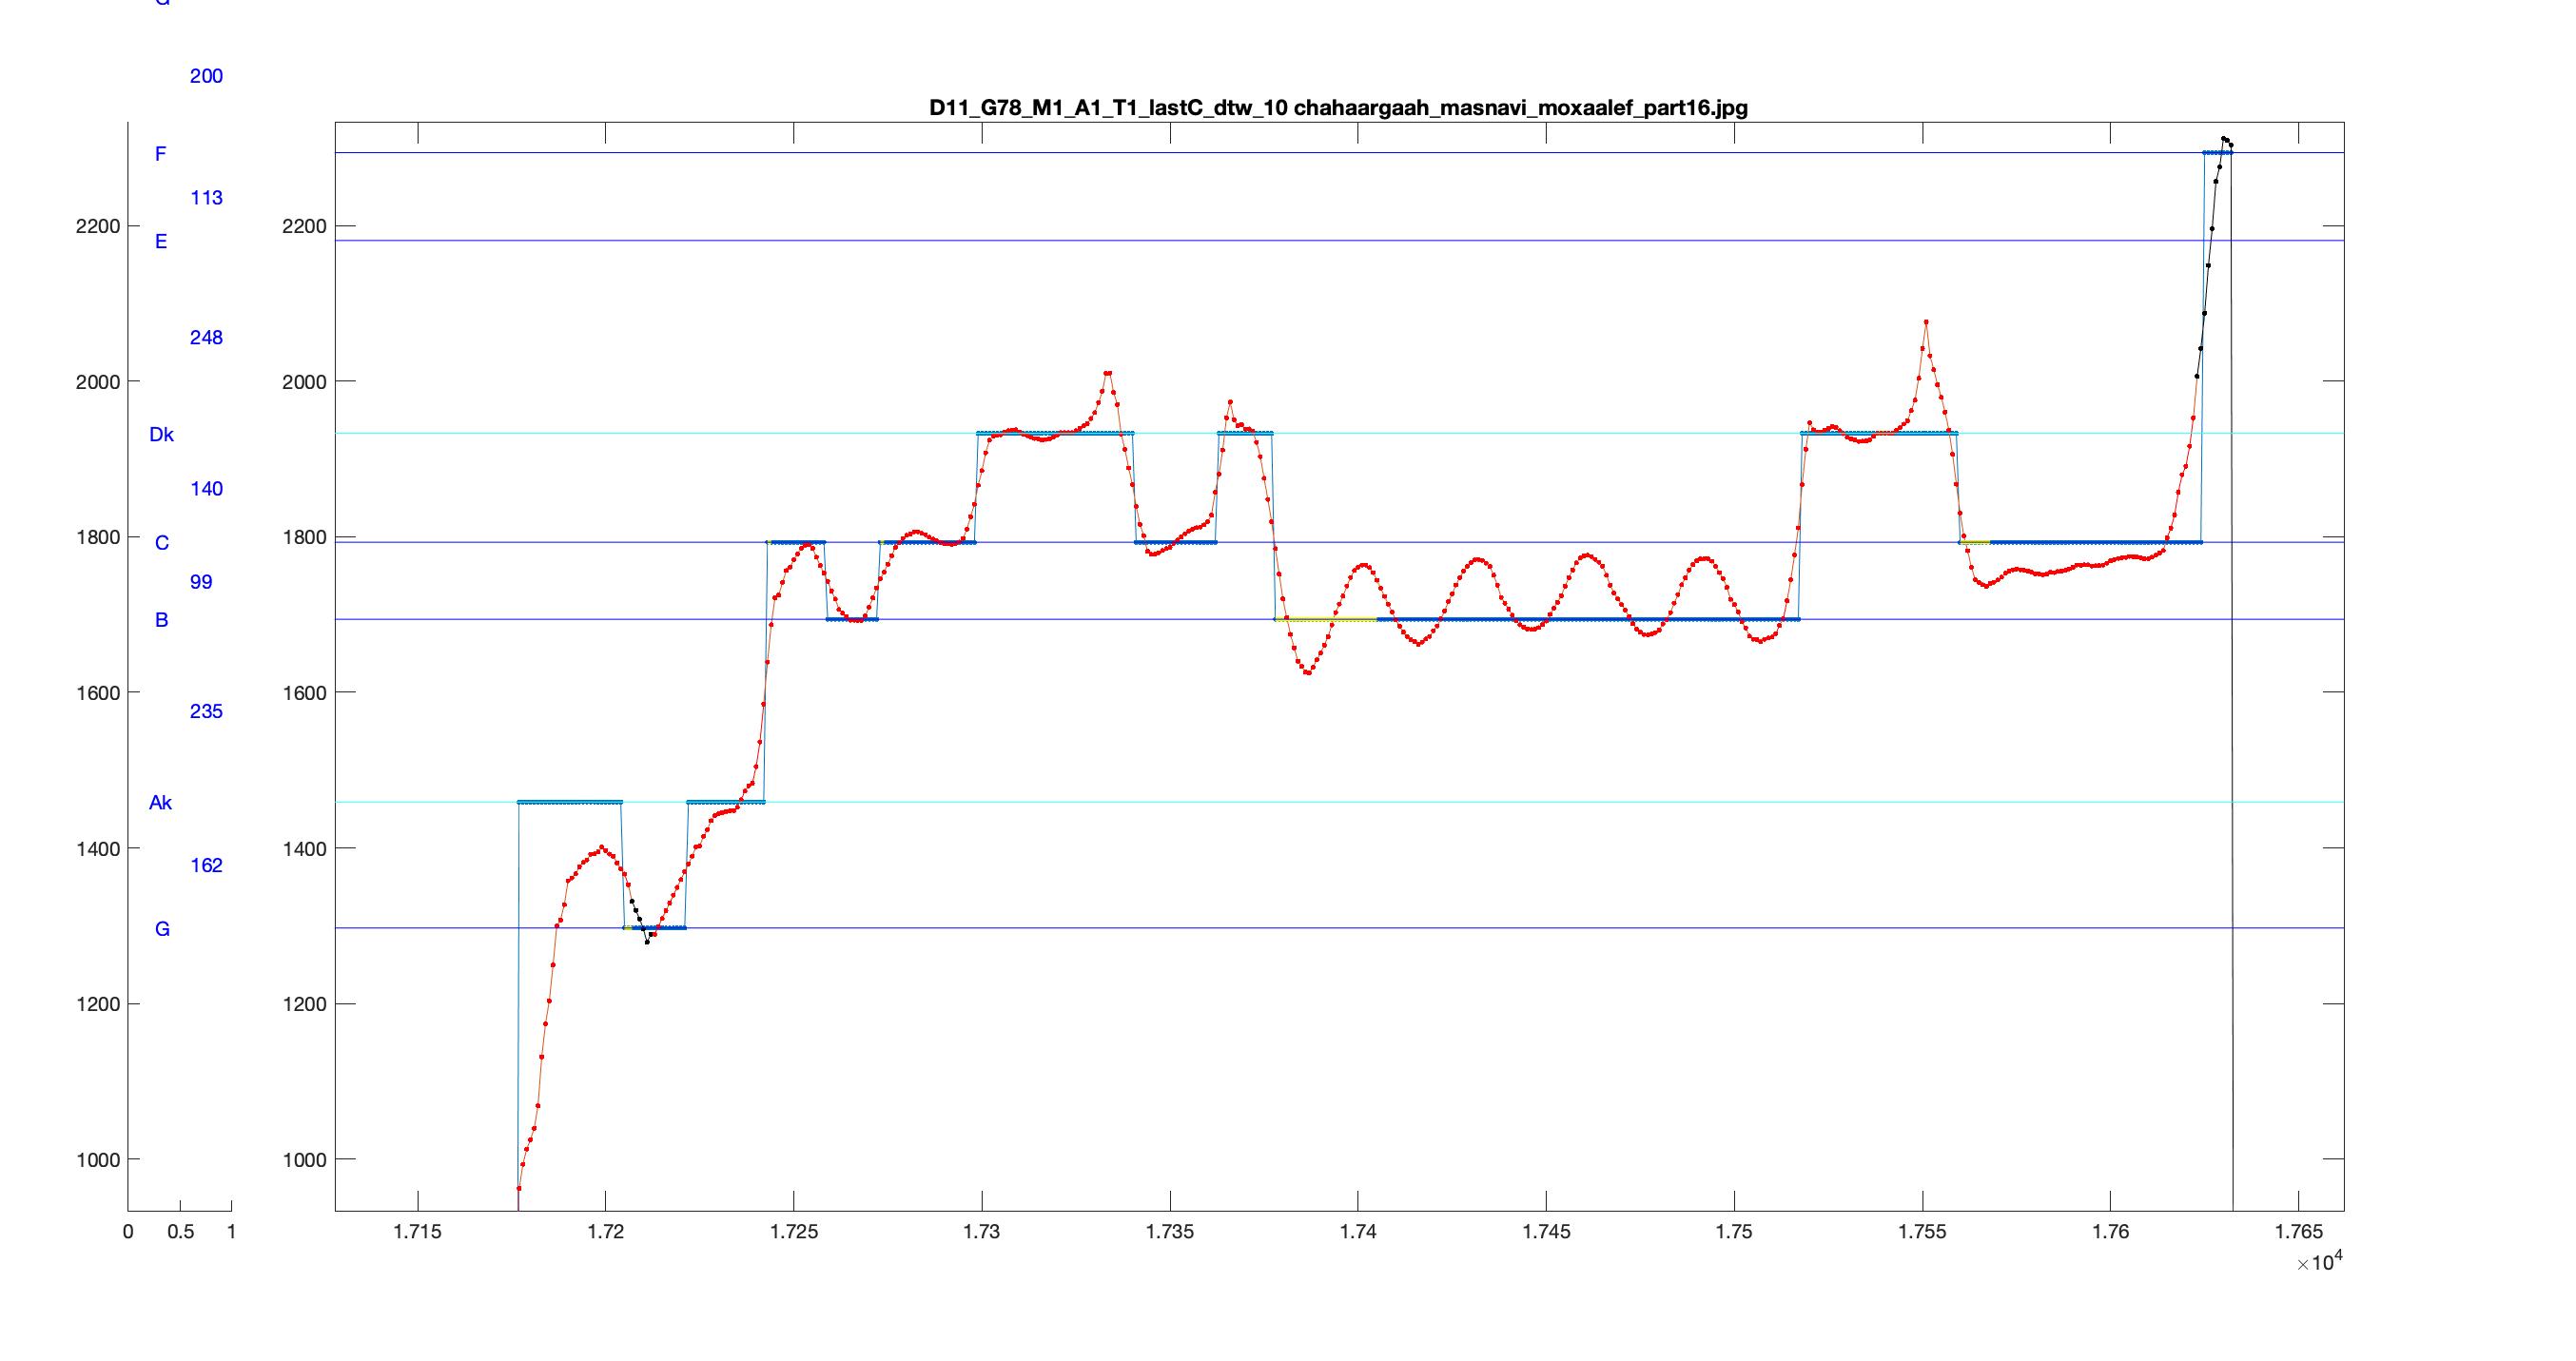 200
D11_G78_M1_A1_T1_lastC_dtw_10 chahaargaah_masnavi_moxaalef_part16.jpg
F
113
2200 2200
E
248
2000 2000
Dk
140
1800 1800
C
99
B
1600 1600
235
Ak
1400 1400
162
G
1200 1200
1000 1000
0 0.5 1 1.715 1.72 1.725 1.73 1.735 1.74 1.745 1.75 1.755 1.76 1.765
×10⁴